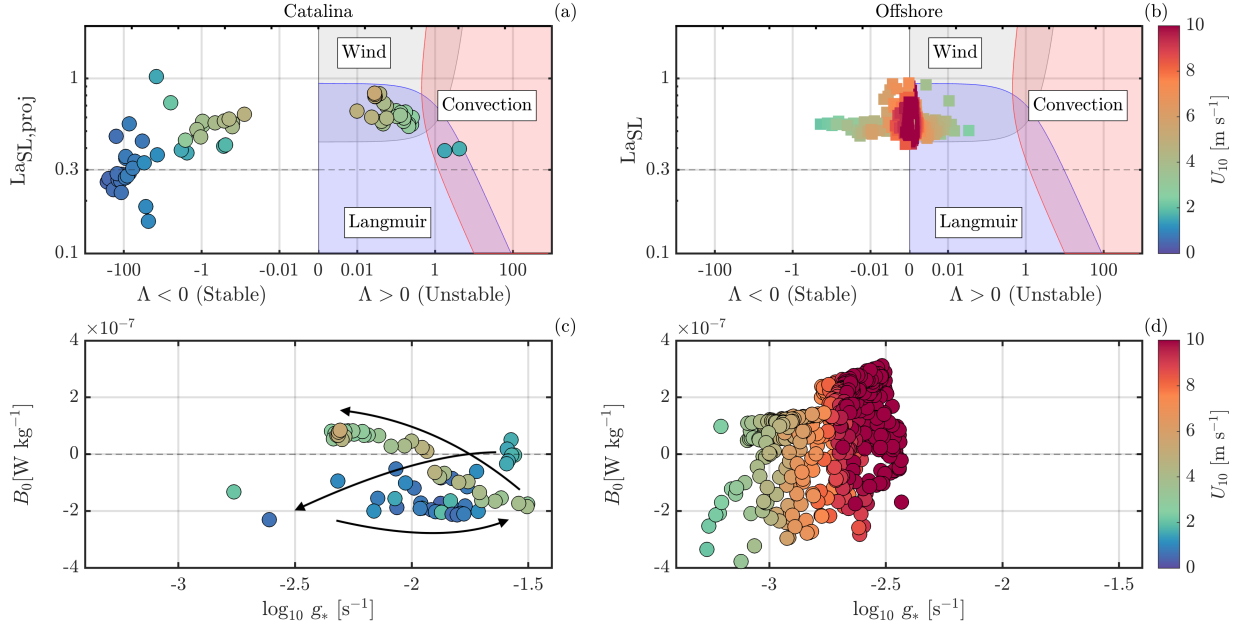 Catalina
(a)
Wind
Convection
Langmuir
1
0.3
0.1
La_SL,proj
-100 -1 -0.01 0 0.01 1 100
Λ < 0 (Stable) Λ > 0 (Unstable)
Offshore
(b)
Wind
Convection
Langmuir
1
0.3
0.1
La_SL
-100 -1 -0.01 0 0.01 1 100
Λ < 0 (Stable) Λ > 0 (Unstable)
10
8
6
4
2
0
U_10 [m s⁻¹]
×10⁻⁷
(c)
4
2
0
-2
-4
B_0[W kg⁻¹]
-3 -2.5 -2 -1.5
log_10 g_* [s⁻¹]
×10⁻⁷
(d)
4
2
0
-2
-4
B_0[W kg⁻¹]
-3 -2.5 -2 -1.5
log_10 g_* [s⁻¹]
10
8
6
4
2
0
U_10 [m s⁻¹]